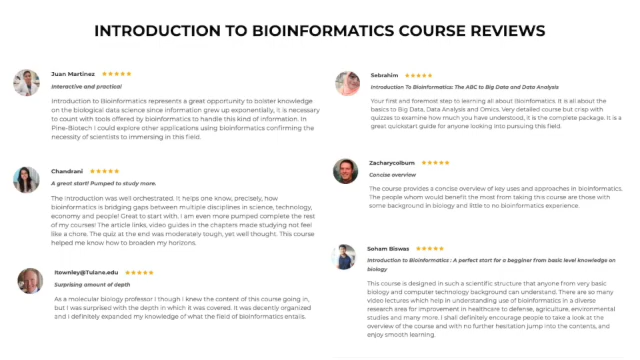 INTRODUCTION TO BIOINFORMATICS COURSE REVIEWS
Juan Martinez
Interactive and practical
Introduction to Bioinformatics represents a great opportunity to bolster knowledge
on the biological data science since information grew up exponentially, it is necessary
to count with tools offered by bioinformatics to handle this kind of information. In
Pine-Biotech I could explore other applications using bioinformatics confirming the
necessity of scientists to immersing in this field.
Chandrani
A great start! Pumped to study more.
The introduction was well orchestrated. It helps one know, precisely, how
bioinformatics is bridging gaps between multiple disciplines in science, technology,
economy and people! Great to start with. I am even more pumped complete the rest
of my courses! The article links, video guides in the chapters made studying not feel
like a chore. The quiz at the end was moderately tough, yet well thought. This course
helped me know how to broaden my horizons.
ltownley@Tulane.edu
Surprising amount of depth
As a molecular biology professor I though I knew the content of this course going in,
but I was surprised with the depth in which it was covered. It was decently organized
and I definitely expanded my knowledge of what the field of bioinformatics entails.
Sebrahim
Introduction To Bioinformatics: The ABC to Big Data and Data Analysis
Your first and foremost step to learning all about Bioinfomatics. It is all about the
basics to Big Data, Data Analysis and Omics. Very detailed course but crisp with
quizzes to examine how much you have understood, it is the complete package. It is a
great quickstart guide for anyone looking into pursuing this field.
Zacharycolburn
Concise overview
The course provides a concise overview of key uses and approaches in bioinformatics.
The people whom would benefit the most from taking this course are those with
some background in biology and little to no bioinformatics experience.
Soham Biswas
Introduction to Bioinformatics : A perfect start for a begginer from basic level knowledge on
biology
This course is designed in such a scientific structure that anyone from very basic
biology and computer technology background can understand. There are so many
video lectures which help in understanding use of bioinformatics in a diverse
research area for improvement in healthcare to defense, agriculture, environmental
studies and many more. I shall definitely encourage people to take a look at the
overview of the course and with no further hesitation jump into the contents, and
enjoy smooth learning.